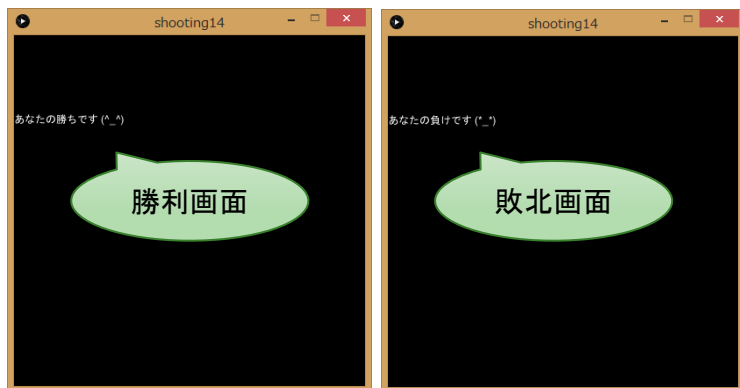 shooting14
あなたの勝ちです (^_^)
勝利画面
shooting14
あなたの負けです (*_*)
敗北画面